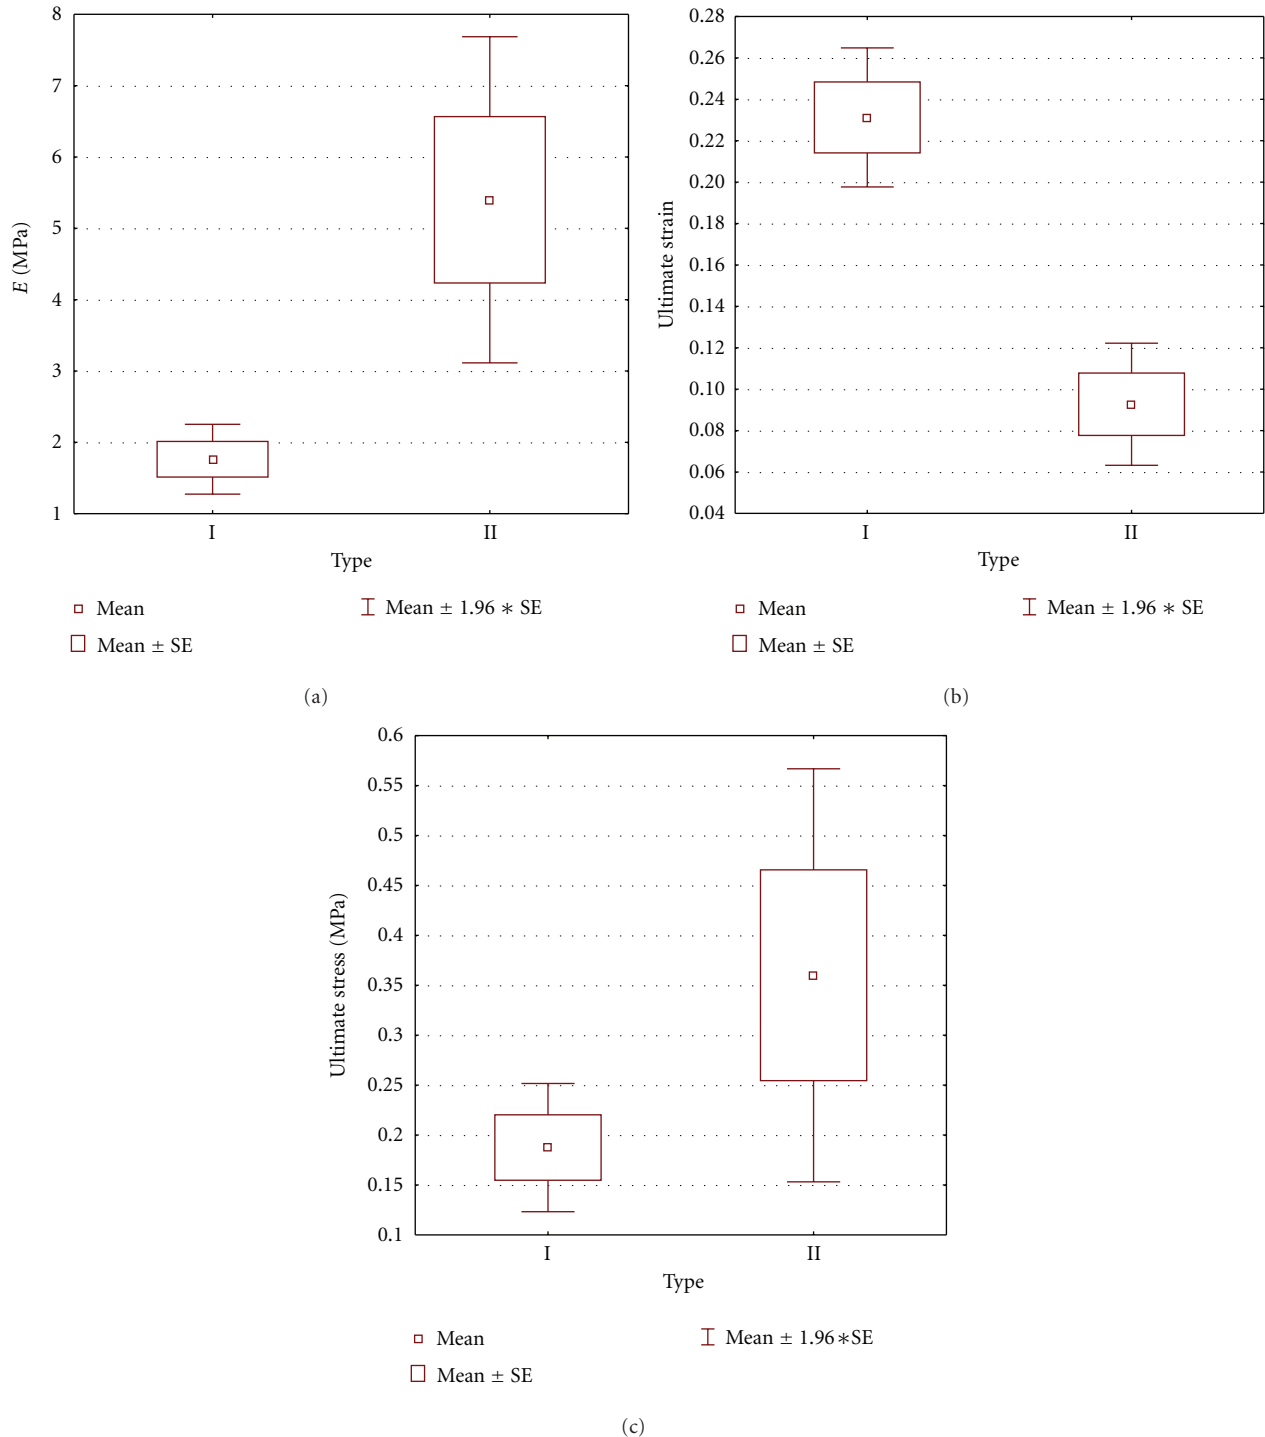 8
7
6
5
4
3
2
1
E (MPa)
I
II
Type
Mean
Mean ± SE
Mean ± 1.96 ∗ SE
(a)
0.28
0.26
0.24
0.22
0.20
0.18
0.16
0.14
0.12
0.10
0.08
0.06
0.04
Ultimate strain
I
II
Type
Mean
Mean ± SE
Mean ± 1.96 ∗ SE
(b)
0.6
0.55
0.5
0.45
0.4
0.35
0.3
0.25
0.2
0.15
0.1
Ultimate stress (MPa)
I
II
Type
Mean
Mean ± SE
Mean ± 1.96∗SE
(c)